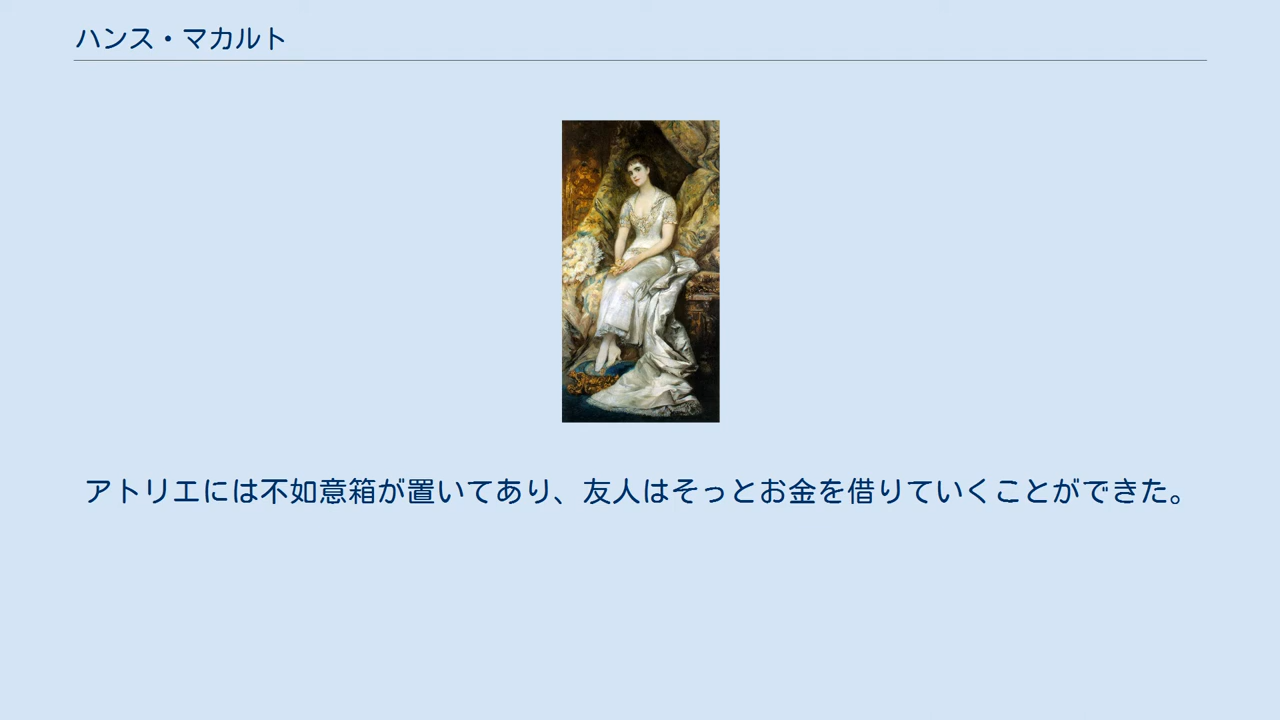 ハンス・マカルト
アトリエには不如意箱が置いてあり、友人はそっとお金を借りていくことができた。